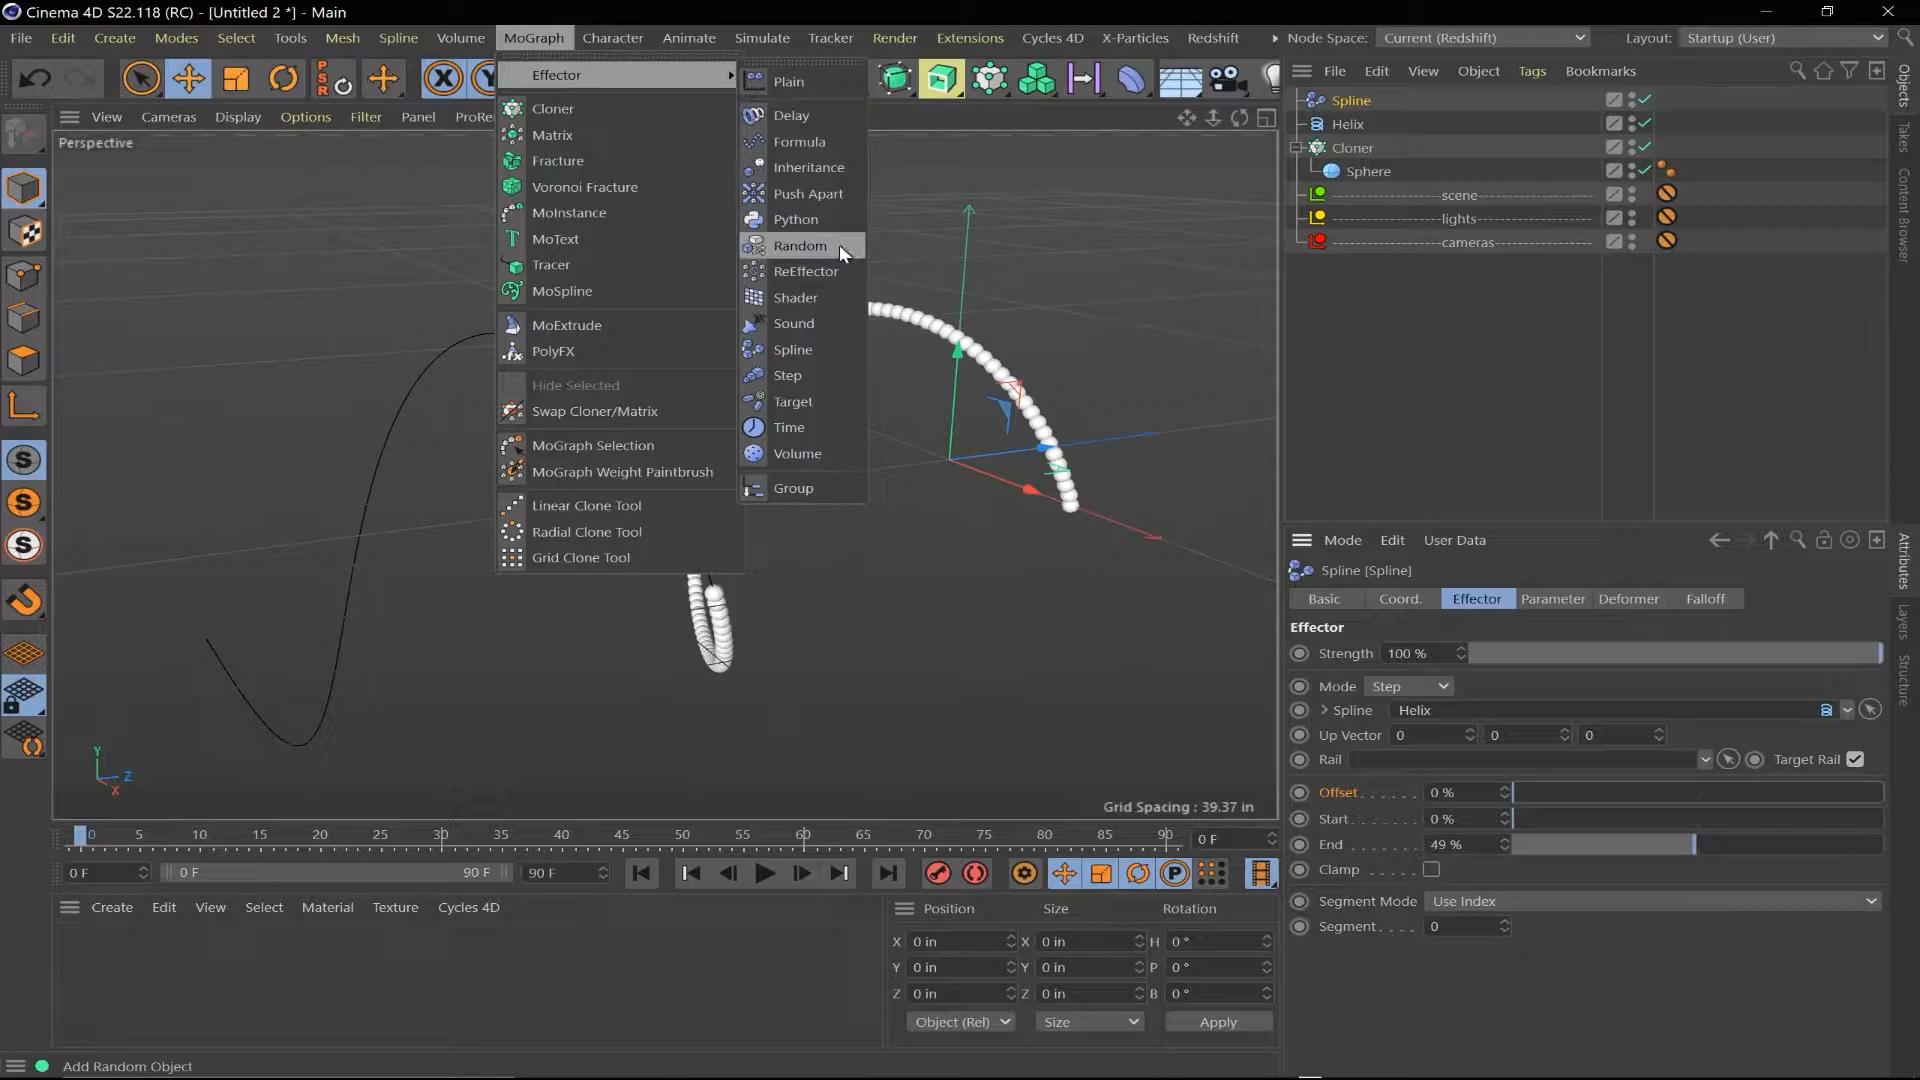 Cinema 4D S22.118 (RC) - [Untitled 2 *] - Main
File Edit Create Modes Select Tools Mesh Spline Volume MoGraph Character Animate Simulate Tracker Render Extensions Cycles 4D X-Particles Redshift Node Space: Current (Redshift) Layout: Startup (User)
PSR X Y
View Cameras Display Options Filter Panel ProRe
Perspective
Effector
Cloner
Matrix
Fracture
Voronoi Fracture
MoInstance
MoText
Tracer
MoSpline
MoExtrude
PolyFX
Hide Selected
Swap Cloner/Matrix
MoGraph Selection
MoGraph Weight Paintbrush
Linear Clone Tool
Radial Clone Tool
Grid Clone Tool
Plain
Delay
Formula
Inheritance
Push Apart
Python
Random
ReEffector
Shader
Sound
Spline
Step
Target
Time
Volume
Group
S
S
S
Y
Z
X
Grid Spacing : 39.37 in
File Edit View Object Tags Bookmarks
Spline
Helix
Cloner
Sphere
scene
lights
cameras
Objects
Takes
Content Browser
Mode Edit User Data
Spline [Spline]
Basic Coord. Effector Parameter Deformer Falloff
Effector
Strength 100 %
Mode Step
Spline Helix
Up Vector 0 0 0
Rail Target Rail
Offset 0 %
Start 0 %
End 49 %
Clamp
Segment Mode Use Index
Segment 0
Attributes
Layers
Structure
0 5 10 15 20 25 30 35 40 45 50 55 60 65 70 75 80 85 90 0 F
0 F 0 F 90 F 90 F
P
Create Edit View Select Material Texture Cycles 4D
Position Size Rotation
X 0 in X 0 in H 0 °
Y 0 in Y 0 in P 0 °
Z 0 in Z 0 in B 0 °
Object (Rel) Size Apply
Add Random Object